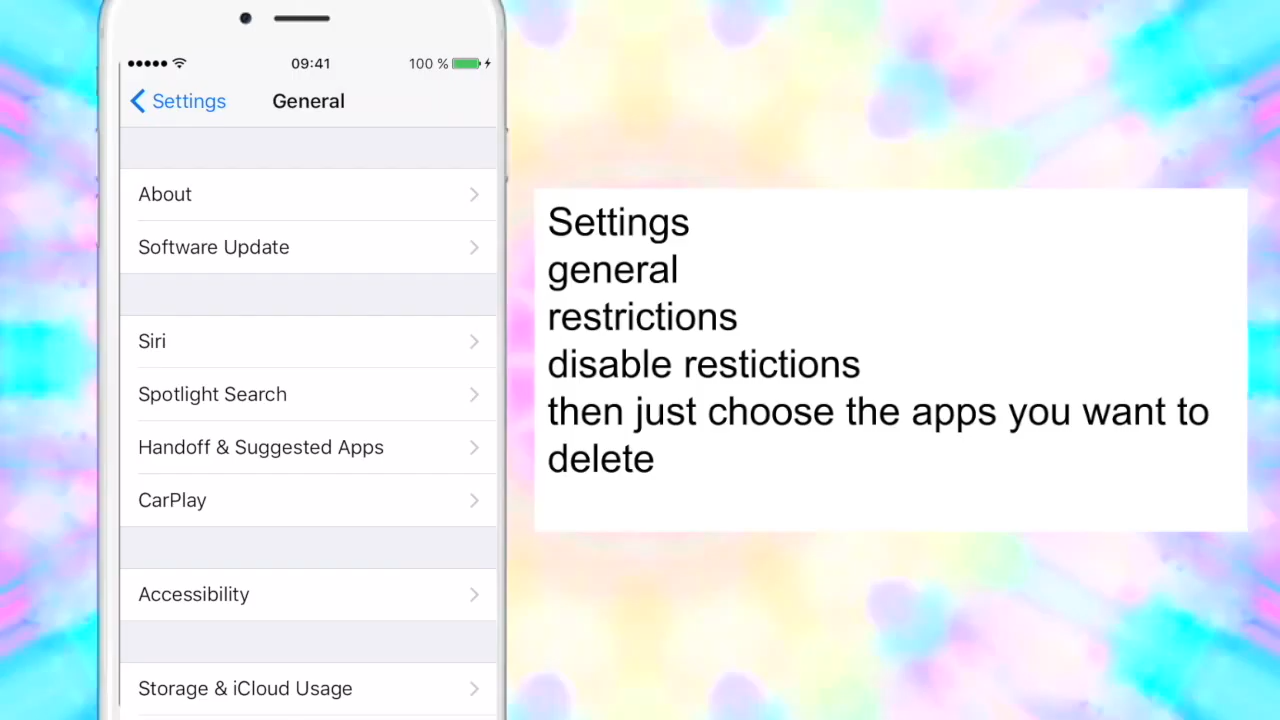 09:41
100 %
Settings
General
About
Software Update
Siri
Spotlight Search
Handoff & Suggested Apps
CarPlay
Accessibility
Storage & iCloud Usage
Settings
general
restrictions
disable restictions
then just choose the apps you want to
delete